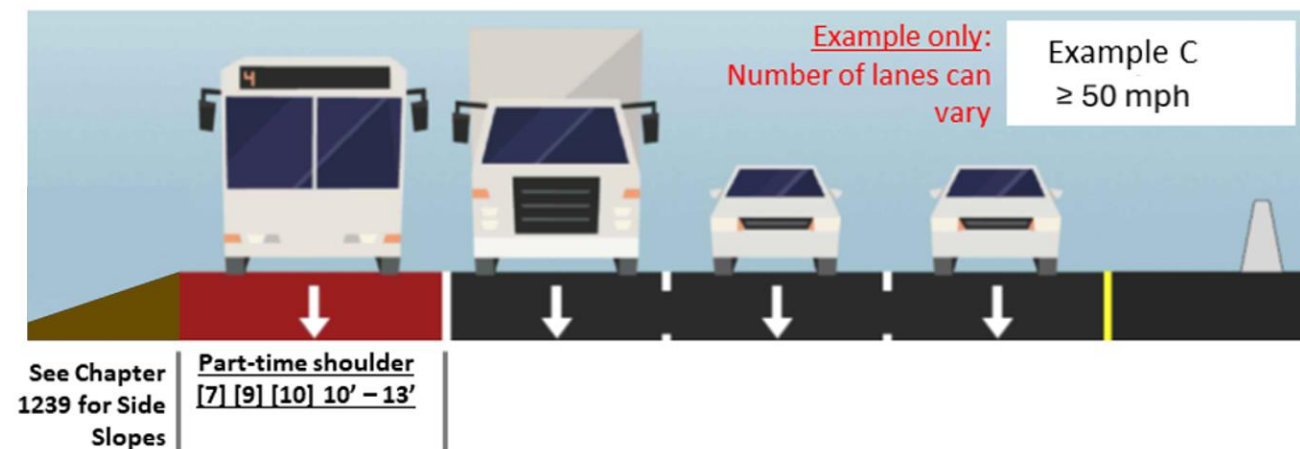 Example only:
Number of lanes can
vary
Example C
≥ 50 mph
4
See Chapter
1239 for Side
Slopes
Part-time shoulder
[7] [9] [10] 10’ – 13’